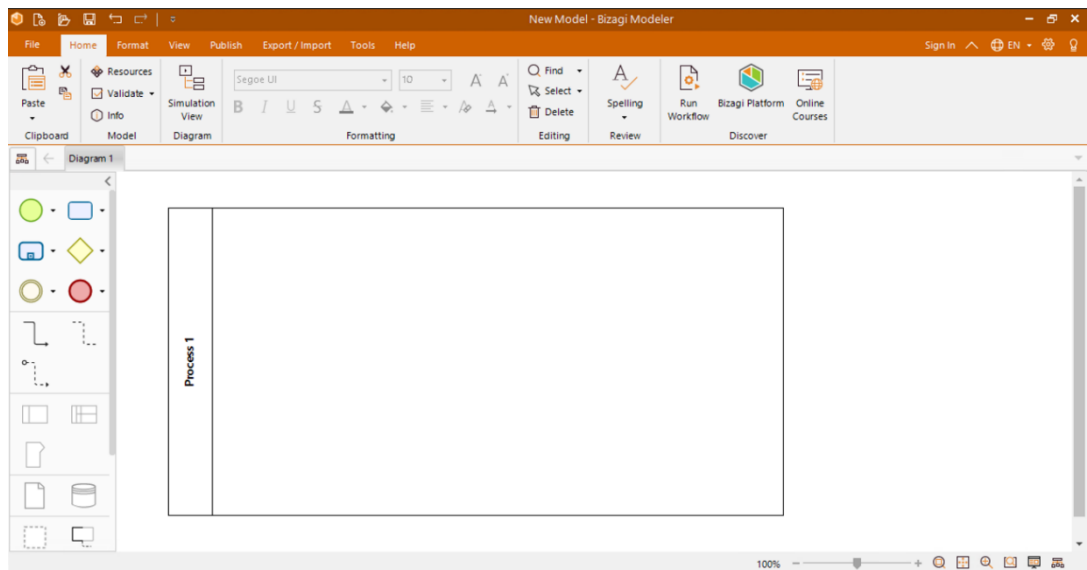 New Model - Bizagi Modeler
File Home Format View Publish Export / Import Tools Help Sign In EN
Paste
Clipboard
Resources
Validate
Info
Model
Simulation
View
Diagram
Segoe UI 10
B I U S A A A A
Formatting
Find
Select
Delete
Editing
Spelling
Review
Run
Workflow
Bizagi Platform
Online
Courses
Discover
Diagram 1
Process 1
100%